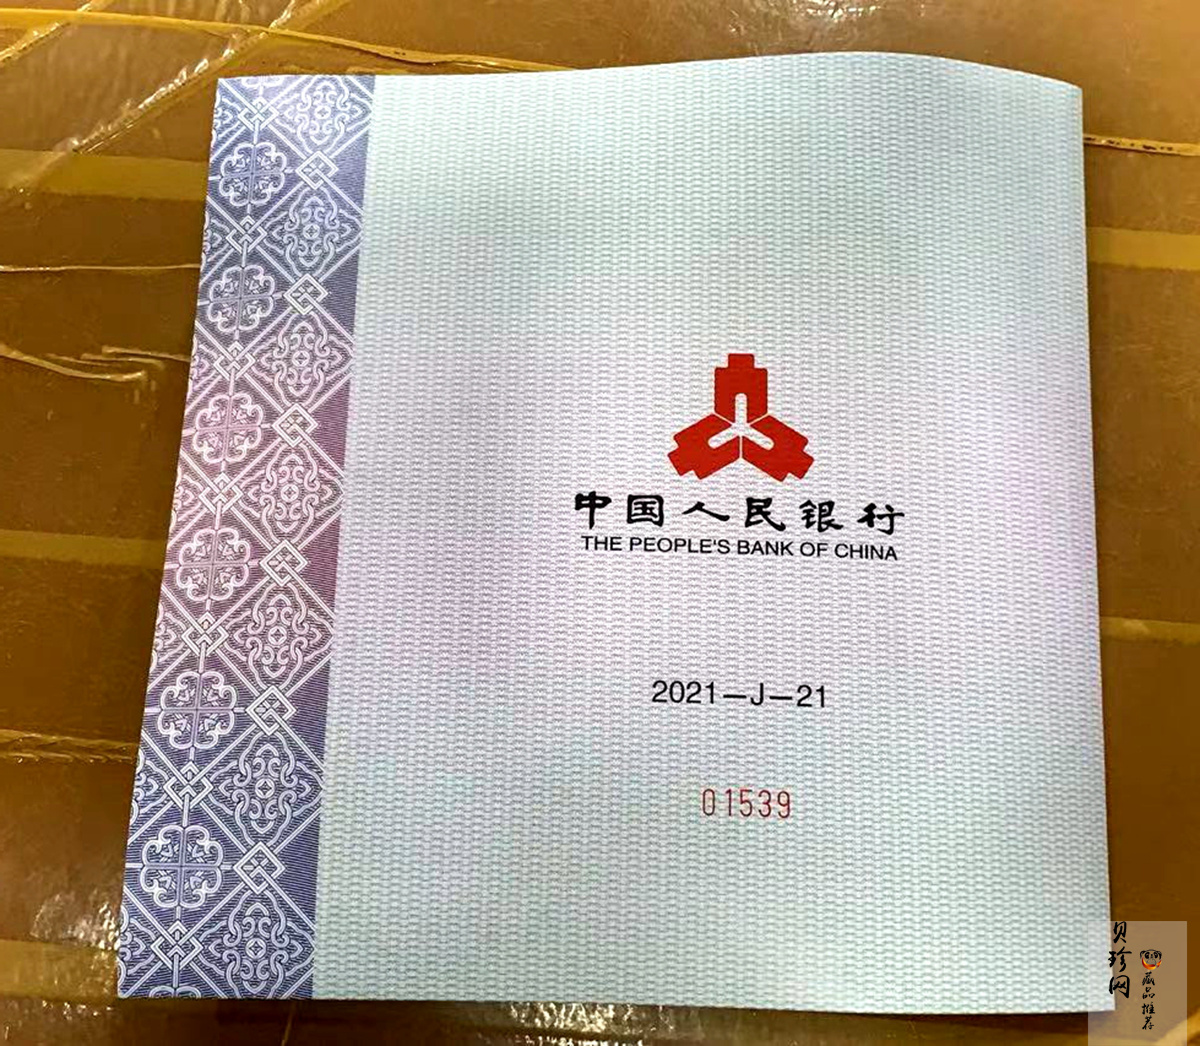 中国人民银行
THE PEOPLE'S BANK OF CHINA
2021—J—21
01539
贝珍网
藏品推荐